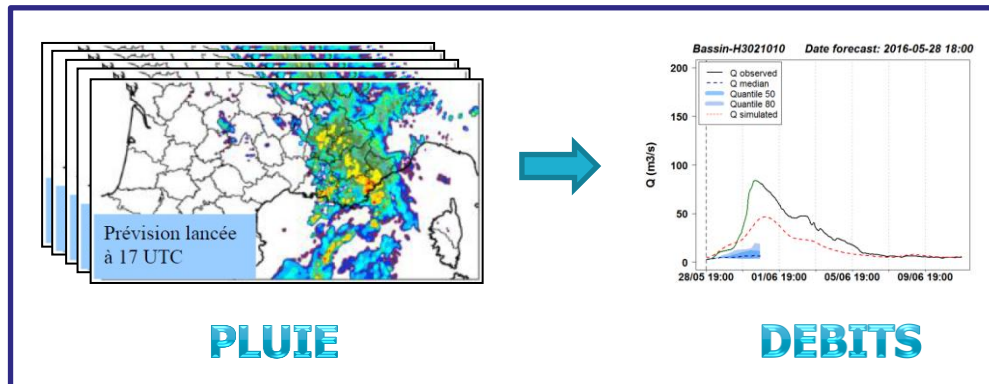 Prévision lancée
à 17 UTC
PLUIE
Bassin-H3021010 Date forecast: 2016-05-28 18:00
Q observed
Q median
Quantile 50
Quantile 80
Q simulated
Q (m3/s)
200
150
100
50
0
28/05 19:00 01/06 19:00 05/06 19:00 09/06 19:00
DEBITS